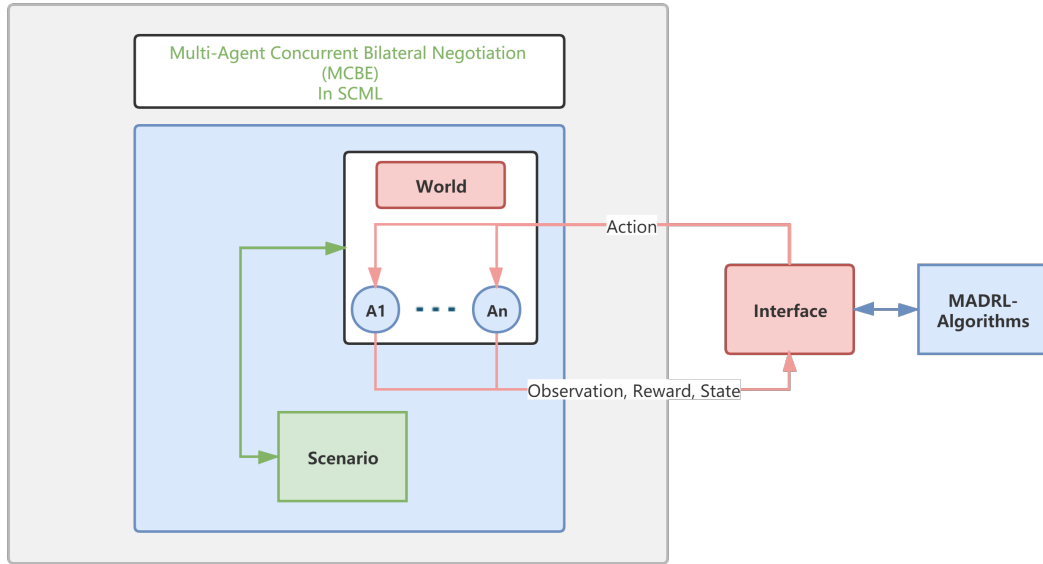 Multi-Agent Concurrent Bilateral Negotiation
(MCBE)
In SCML
World
Action
A1
An
Interface
MADRL-
Algorithms
Observation, Reward, State
Scenario